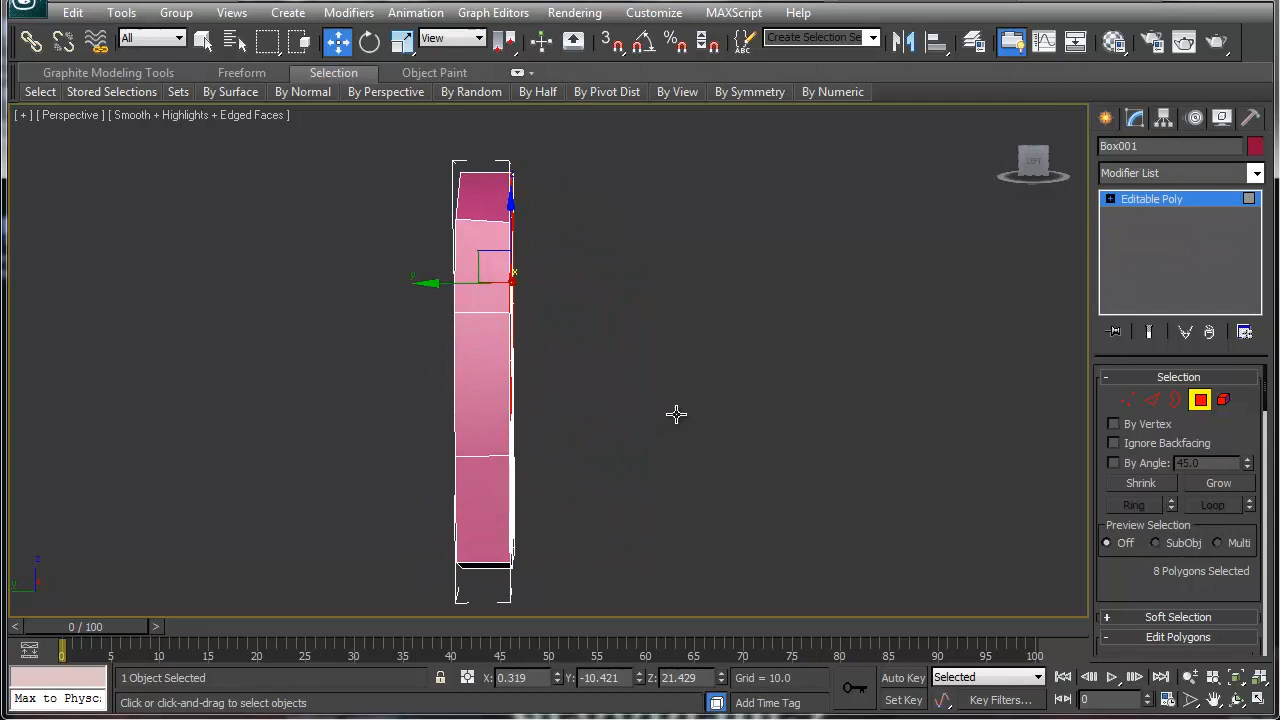 Edit Tools Group Views Create Modifiers Animation Graph Editors Rendering Customize MAXScript Help
All View 3 Create Selection Se
Graphite Modeling Tools Freeform Selection Object Paint
Select Stored Selections Sets By Surface By Normal By Perspective By Random By Half By Pivot Dist By View By Symmetry By Numeric
[ + ] [ Perspective ] [ Smooth + Highlights + Edged Faces ]
LEFT
Box001
Modifier List
Editable Poly
y
x
z
y
Selection
By Vertex
Ignore Backfacing
By Angle: 45.0
Shrink Grow
Ring Loop
Preview Selection
Off SubObj Multi
8 Polygons Selected
Soft Selection
Edit Polygons
< 0 / 100 >
0 5 10 15 20 25 30 35 40 45 50 55 60 65 70 75 80 85 90 95 100
1 Object Selected X: 0.319 Y: -10.421 Z: 21.429 Grid = 10.0 Auto Key Selected
Max to Physca
Click or click-and-drag to select objects Add Time Tag Set Key Key Filters... 0